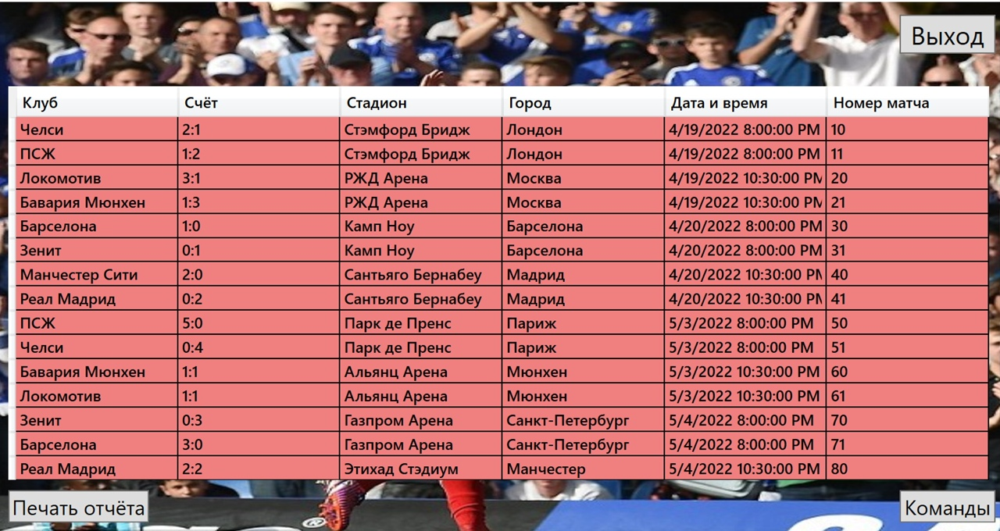 Выход
Клуб Счёт Стадион Город Дата и время Номер матча
Челси 2:1 Стэмфорд Бридж Лондон 4/19/2022 8:00:00 PM 10
ПСЖ 1:2 Стэмфорд Бридж Лондон 4/19/2022 8:00:00 PM 11
Локомотив 3:1 РЖД Арена Москва 4/19/2022 10:30:00 PM 20
Бавария Мюнхен 1:3 РЖД Арена Москва 4/19/2022 10:30:00 PM 21
Барселона 1:0 Камп Ноу Барселона 4/20/2022 8:00:00 PM 30
Зенит 0:1 Камп Ноу Барселона 4/20/2022 8:00:00 PM 31
Манчестер Сити 2:0 Сантьяго Бернабеу Мадрид 4/20/2022 10:30:00 PM 40
Реал Мадрид 0:2 Сантьяго Бернабеу Мадрид 4/20/2022 10:30:00 PM 41
ПСЖ 5:0 Парк де Пренс Париж 5/3/2022 8:00:00 PM 50
Челси 0:4 Парк де Пренс Париж 5/3/2022 8:00:00 PM 51
Бавария Мюнхен 1:1 Альянц Арена Мюнхен 5/3/2022 10:30:00 PM 60
Локомотив 1:1 Альянц Арена Мюнхен 5/3/2022 10:30:00 PM 61
Зенит 0:3 Газпром Арена Санкт-Петербург 5/4/2022 8:00:00 PM 70
Барселона 3:0 Газпром Арена Санкт-Петербург 5/4/2022 8:00:00 PM 71
Реал Мадрид 2:2 Этихад Стэдиум Манчестер 5/4/2022 10:30:00 PM 80
Печать отчёта Команды